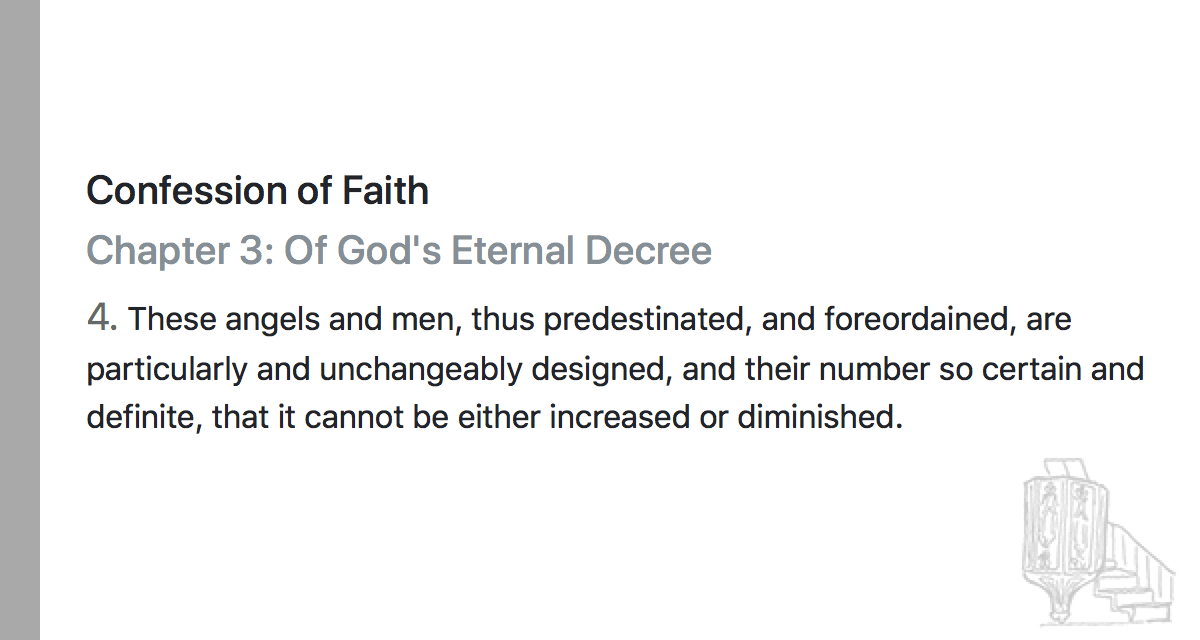 Confession of Faith
Chapter 3: Of God's Eternal Decree
4. These angels and men, thus predestinated, and foreordained, are
particularly and unchangeably designed, and their number so certain and
definite, that it cannot be either increased or diminished.